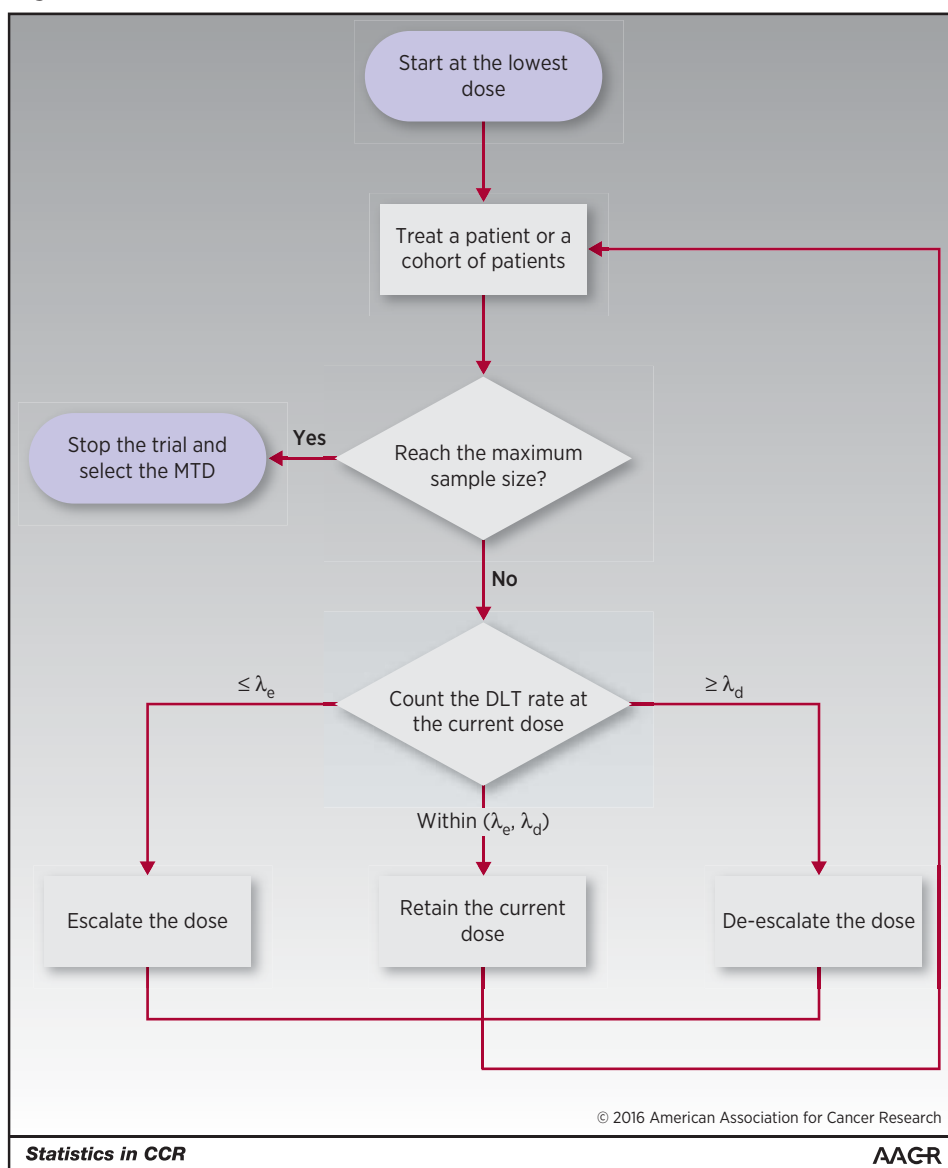 Start at the lowest
dose
Treat a patient or a
cohort of patients
Reach the maximum
sample size?
Yes
Stop the trial and
select the MTD
No
Count the DLT rate at
the current dose
≤ λe
≥ λd
Within (λe, λd)
Escalate the dose
Retain the current
dose
De-escalate the dose
© 2016 American Association for Cancer Research
Statistics in CCR
AACR